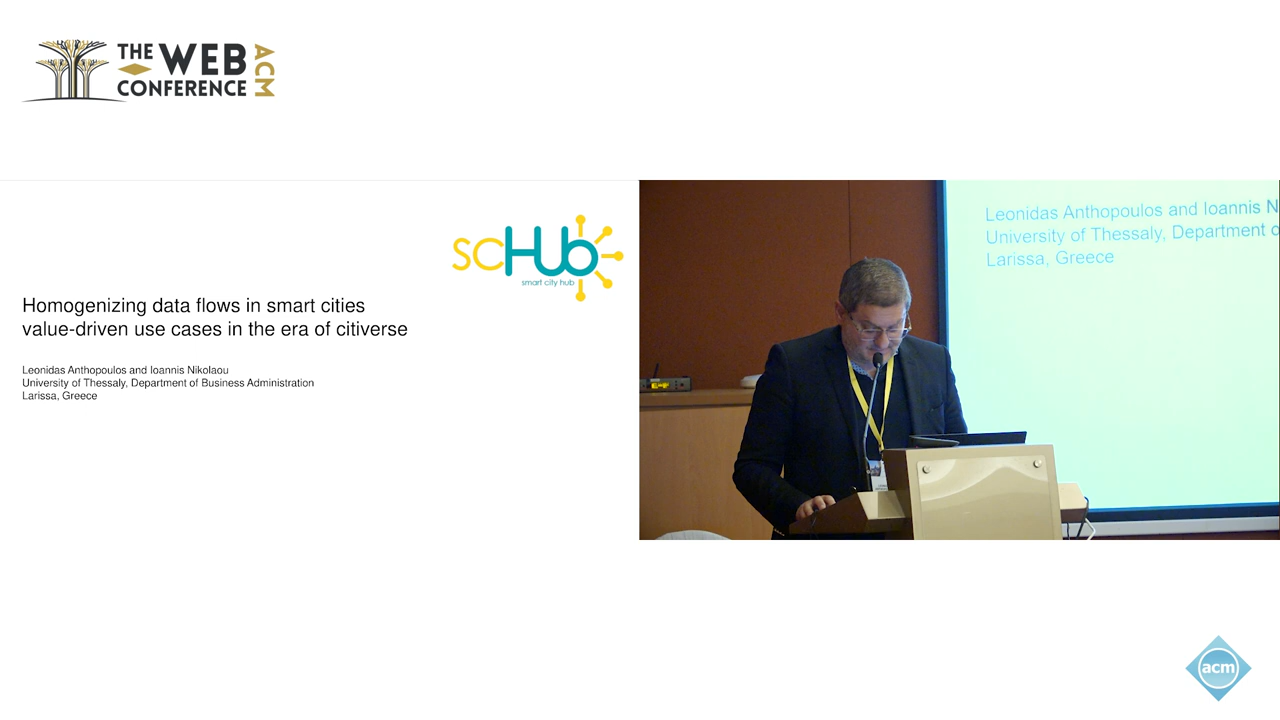 THE WEB
CONFERENCE
ACM
scHub
smart city hub
Homogenizing data flows in smart cities
value-driven use cases in the era of citiverse
Leonidas Anthopoulos and Ioannis Nikolaou
University of Thessaly, Department of Business Administration
Larissa, Greece
Leonidas Anthopoulos and Ioannis N
University of Thessaly, Department o
Larissa, Greece
acm